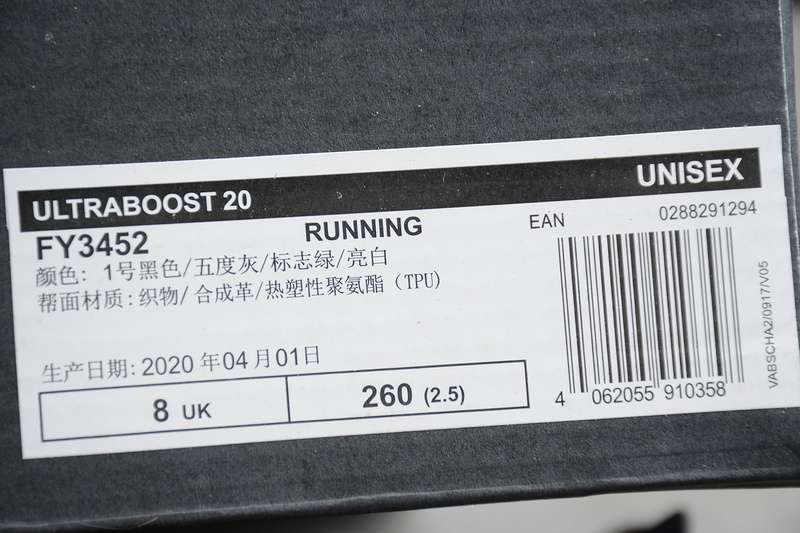 ULTRABOOST 20 UNISEX
FY3452 RUNNING
颜色: 1号黑色/五度灰/标志绿/亮白
帮面材质: 织物/合成革/热塑性聚氨酯 (TPU)
生产日期: 2020年04月01日
8 UK
260 (2.5)
EAN 0288291294
4 062055 910358
VABSCHA2/0917/V05